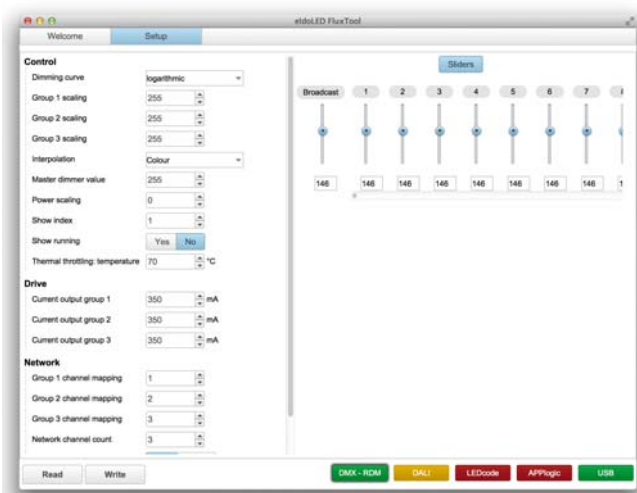 eldoLED FluxTool
Welcome
Setup
Control
Dimming curve
logarithmic
Group 1 scaling
255
Group 2 scaling
255
Group 3 scaling
255
Interpolation
Colour
Master dimmer value
255
Power scaling
0
Show index
1
Show running
Yes
No
Thermal throttling: temperature
70
°C
Drive
Current output group 1
350
mA
Current output group 2
350
mA
Current output group 3
350
mA
Network
Group 1 channel mapping
1
Group 2 channel mapping
2
Group 3 channel mapping
3
Network channel count
3
Sliders
Broadcast 1 2 3 4 5 6 7
146 146 146 146 146 146 146 146
Read
Write
DMX - RDM
DALI
LEDcode
APPlogic
USB